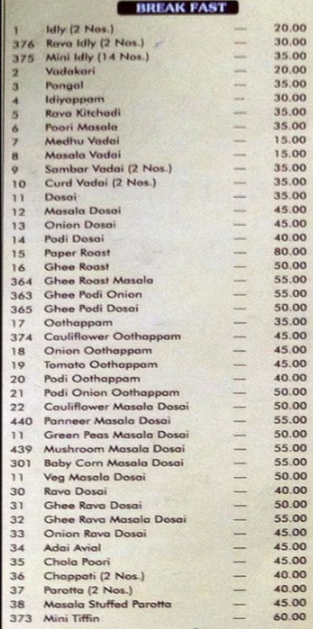 BREAK FAST
1 Idly (2 Nos.) — 20.00
376 Rava Idly (2 Nos.) — 30.00
375 Mini Idly (14 Nos.) — 35.00
2 Vadakari — 20.00
3 Pongal — 35.00
4 Idiyappam — 30.00
5 Rava Kitchadi — 35.00
6 Poori Masala — 35.00
7 Medhu Vadai — 15.00
8 Masala Vadai — 15.00
9 Sambar Vadai (2 Nos.) — 35.00
10 Curd Vadai (2 Nos.) — 35.00
11 Dosai — 35.00
12 Masala Dosai — 45.00
13 Onion Dosai — 45.00
14 Podi Dosai — 40.00
15 Paper Roast — 80.00
16 Ghee Roast — 50.00
364 Ghee Roast Masala — 55.00
363 Ghee Podi Onion — 55.00
365 Ghee Podi Dosai — 50.00
17 Oothappam — 35.00
374 Cauliflower Oothappam — 45.00
18 Onion Oothappam — 45.00
19 Tomato Oothappam — 45.00
20 Podi Oothappam — 40.00
21 Podi Onion Oothappam — 50.00
22 Cauliflower Masala Dosai — 50.00
440 Panneer Masala Dosai — 55.00
11 Green Peas Masala Dosai — 50.00
439 Mushroom Masala Dosai — 55.00
301 Baby Corn Masala Dosai — 55.00
11 Veg Masala Dosai — 50.00
30 Rava Dosai — 40.00
31 Ghee Rava Dosai — 50.00
32 Ghee Rava Masala Dosai — 55.00
33 Onion Rava Dosai — 45.00
34 Adai Avial — 45.00
35 Chola Poori — 45.00
36 Chappati (2 Nos.) — 40.00
37 Parotta (2 Nos.) — 40.00
38 Masala Stuffed Parotta — 45.00
373 Mini Tiffin — 60.00